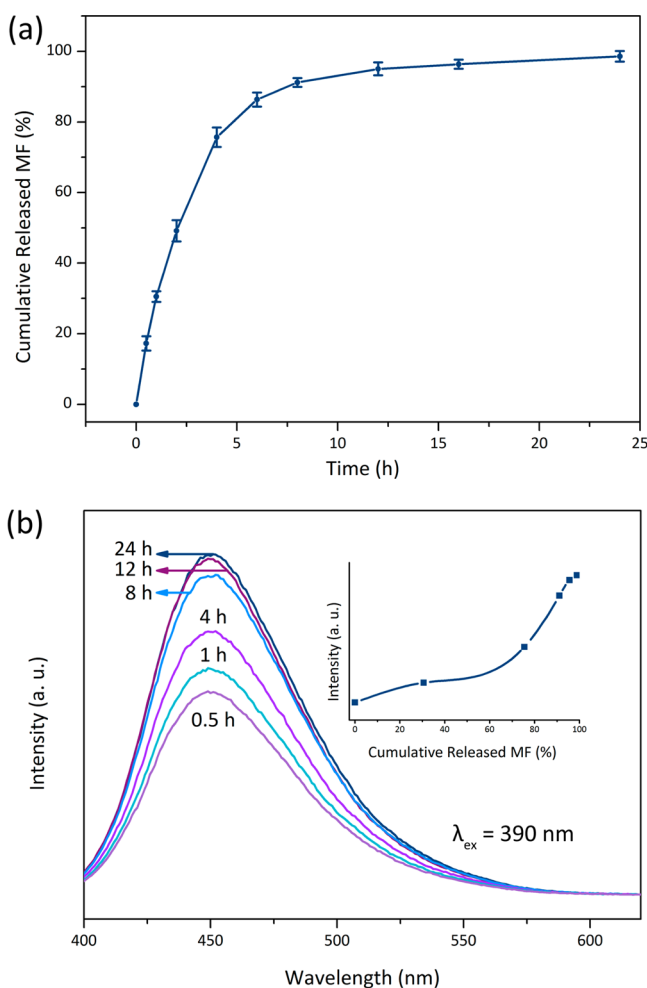 (a)
100
80
60
40
20
0
Cumulative Released MF (%)
0 5 10 15 20 25
Time (h)
(b)
24 h
12 h
8 h
4 h
1 h
0.5 h
Intensity (a. u.)
Intensity (a. u.)
0 20 40 60 80 100
Cumulative Released MF (%)
λex = 390 nm
400 450 500 550 600
Wavelength (nm)